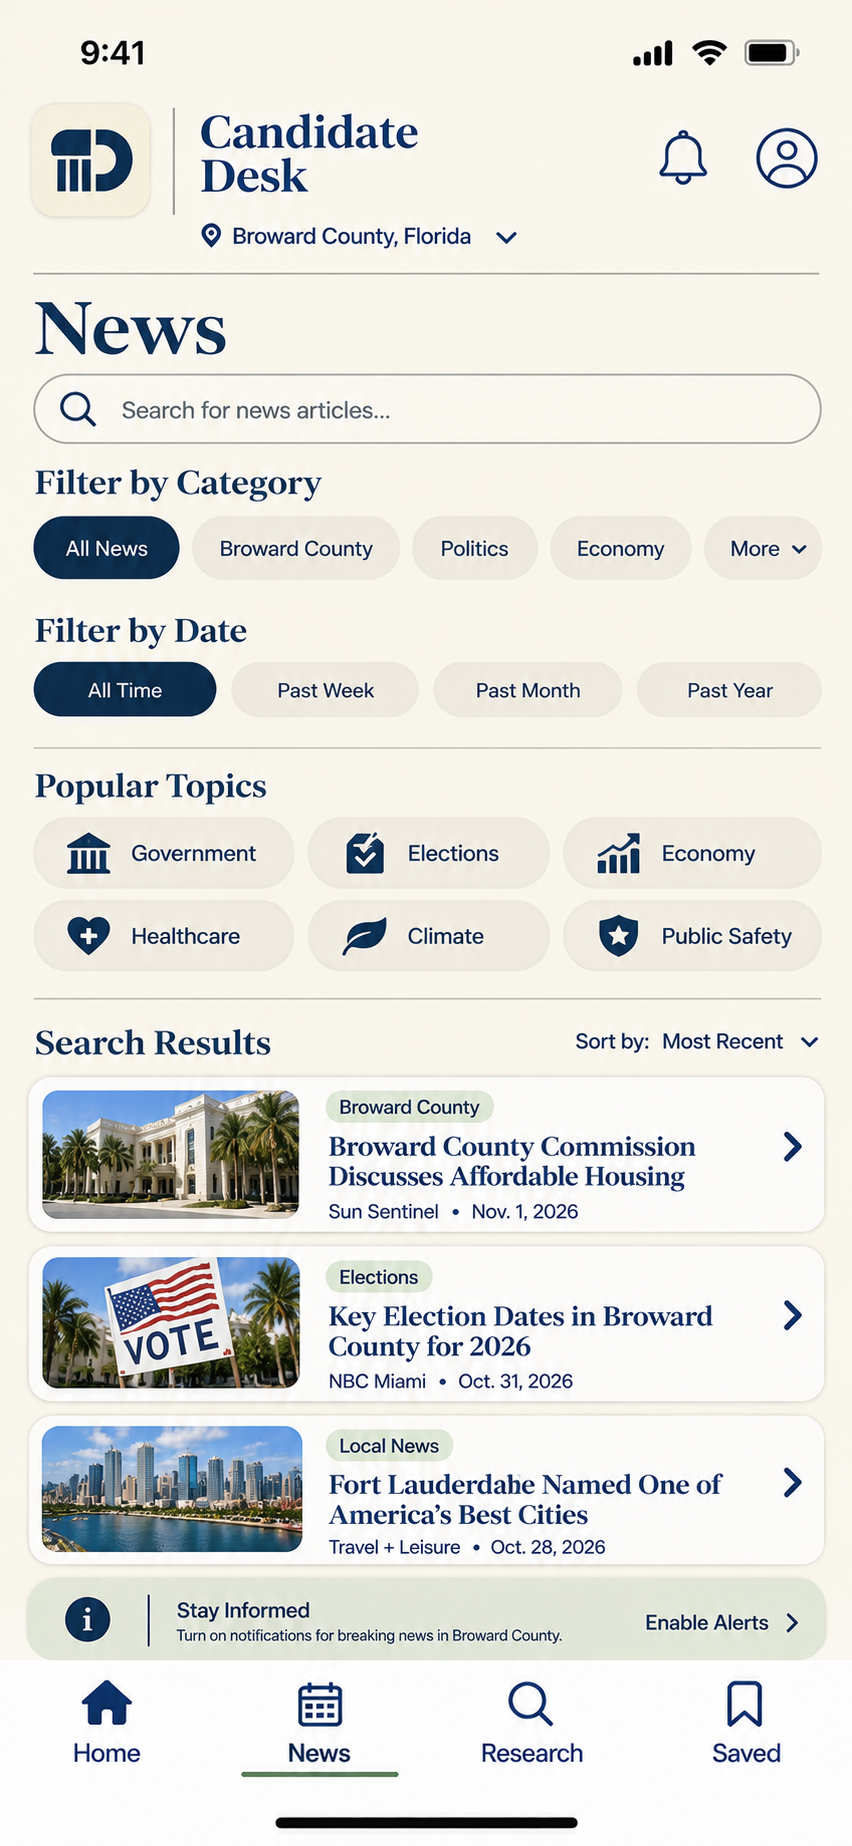 9:41
Candidate
Desk
Broward County, Florida
News
Search for news articles...
Filter by Category
All News
Broward County
Politics
Economy
More
Filter by Date
All Time
Past Week
Past Month
Past Year
Popular Topics
Government
Elections
Economy
Healthcare
Climate
Public Safety
Search Results
Sort by: Most Recent
Broward County
Broward County Commission
Discusses Affordable Housing
Sun Sentinel • Nov. 1, 2026
VOTE
Elections
Key Election Dates in Broward
County for 2026
NBC Miami • Oct. 31, 2026
Local News
Fort Lauderdahe Named One of
America's Best Cities
Travel + Leisure • Oct. 28, 2026
Stay Informed
Turn on notifications for breaking news in Broward County.
Enable Alerts
Home
News
Research
Saved